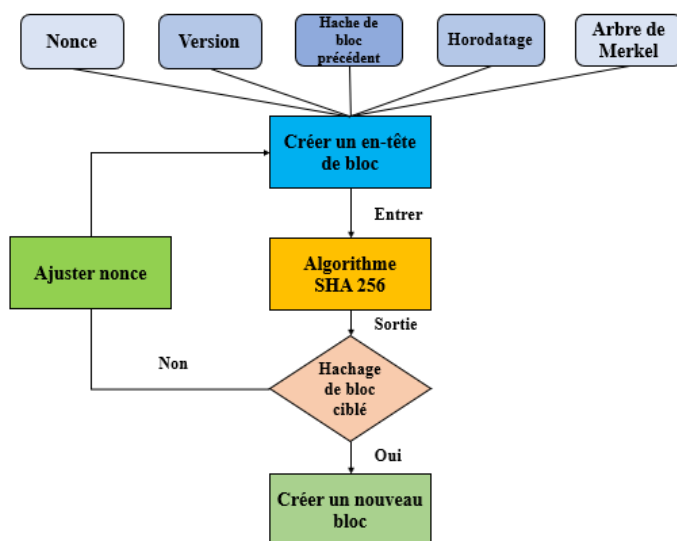 Nonce
Version
Hache de
bloc
précédent
Horodatage
Arbre de
Merkel
Créer un en-tête
de bloc
Entrer
Ajuster nonce
Algorithme
SHA 256
Sortie
Non
Hachage
de bloc
ciblé
Oui
Créer un nouveau
bloc